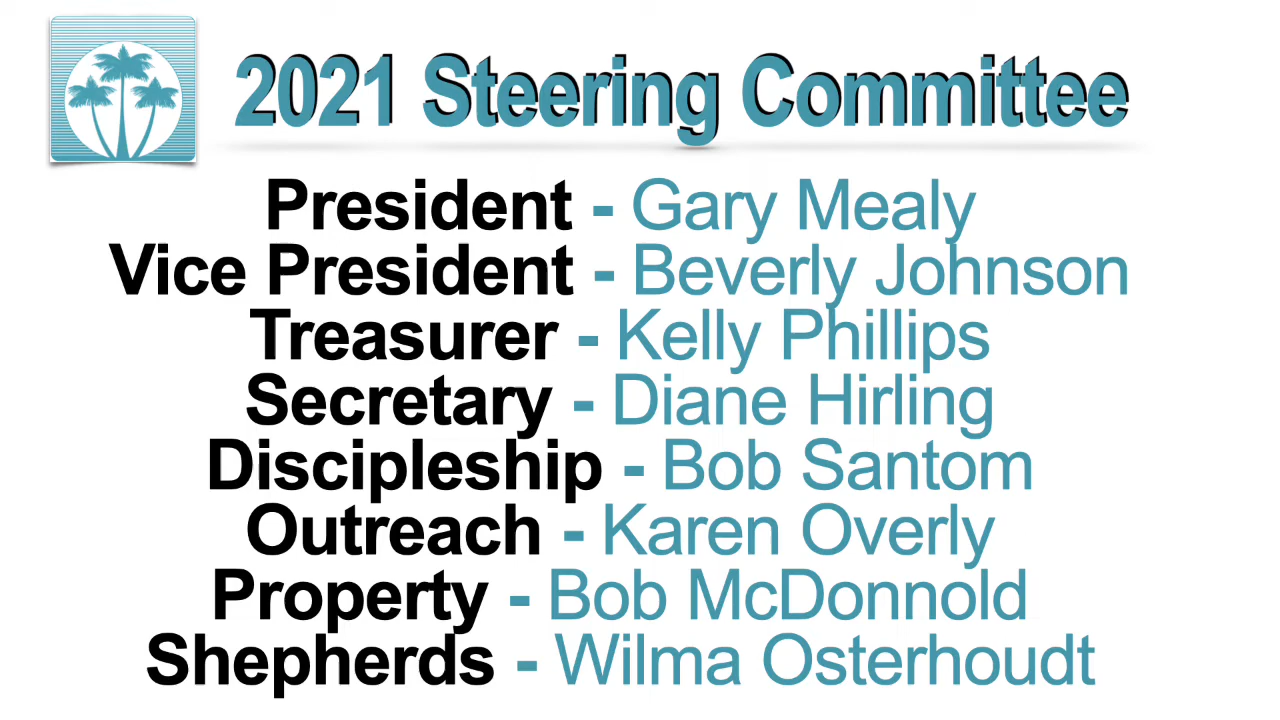 2021 Steering Committee
President - Gary Mealy
Vice President - Beverly Johnson
Treasurer - Kelly Phillips
Secretary - Diane Hirling
Discipleship - Bob Santom
Outreach - Karen Overly
Property - Bob McDonnold
Shepherds - Wilma Osterhoudt